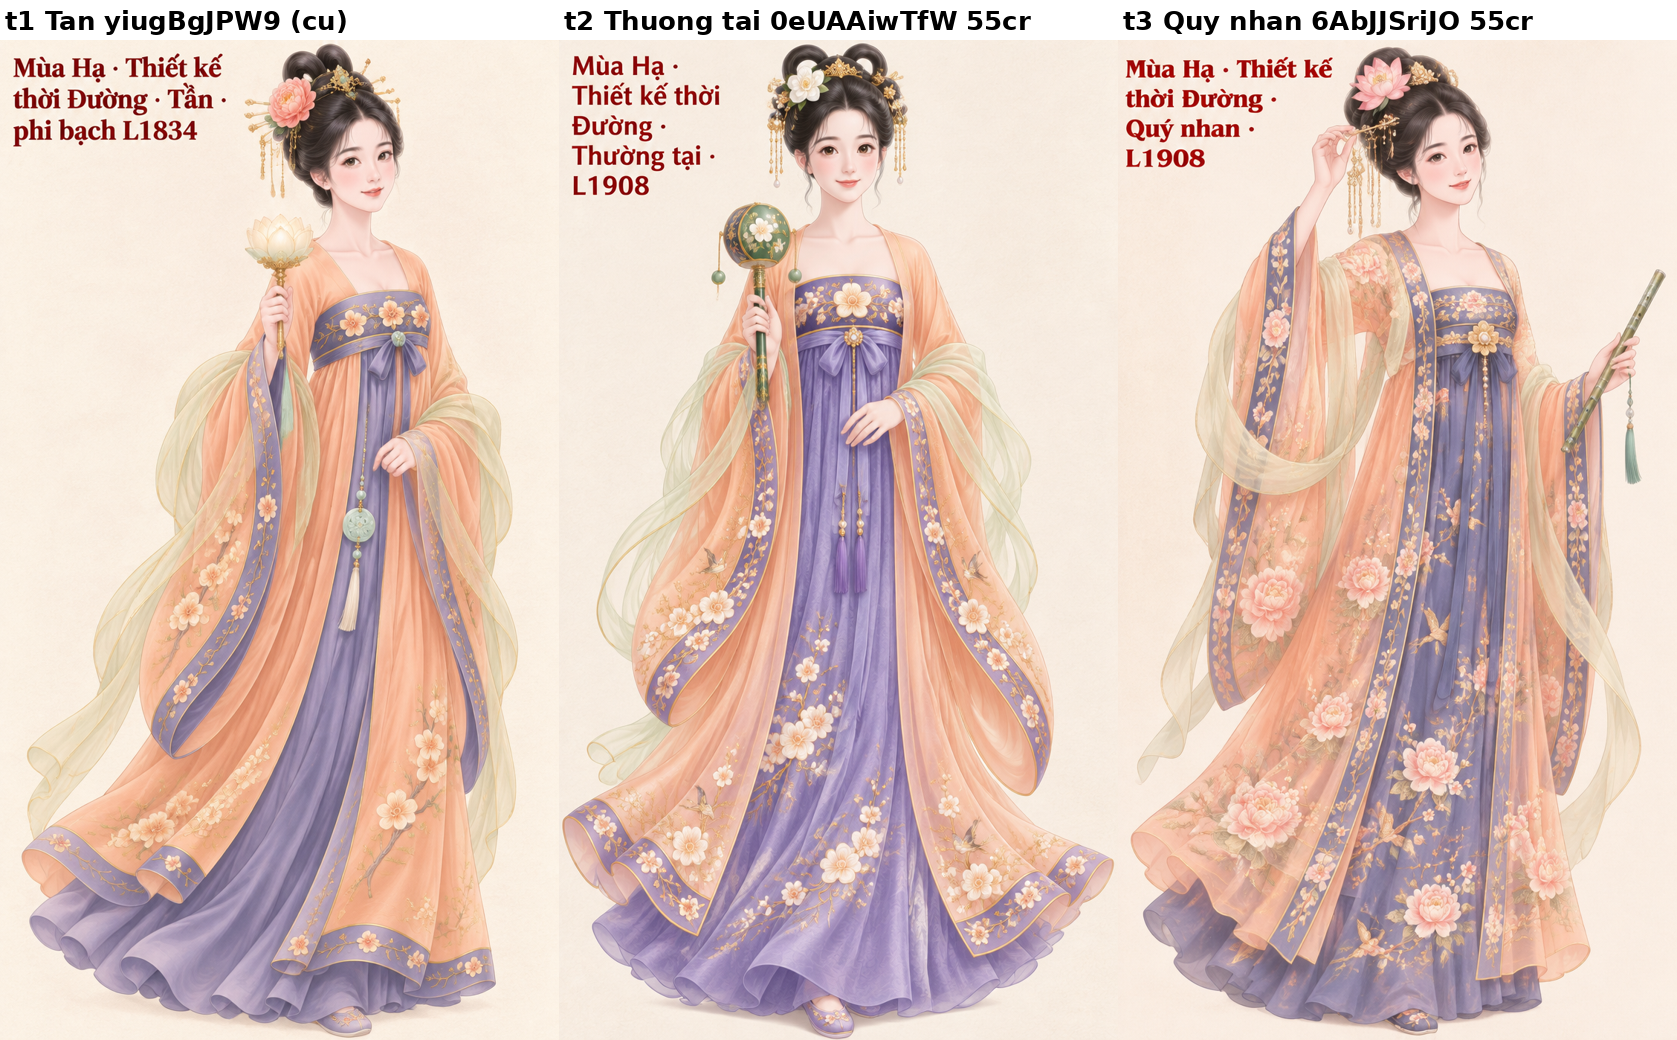 t1 Tan yiugBgJPW9 (cu)
Mùa Hạ · Thiết kế
thời Đường · Tần ·
phi bạch L1834
t2 Thuong tai 0eUAAiwTfW 55cr
Mùa Hạ ·
Thiết kế thời
Đường ·
Thường tại ·
L1908
t3 Quy nhan 6AbJJSriJO 55cr
Mùa Hạ · Thiết kế
thời Đường ·
Quý nhan ·
L1908